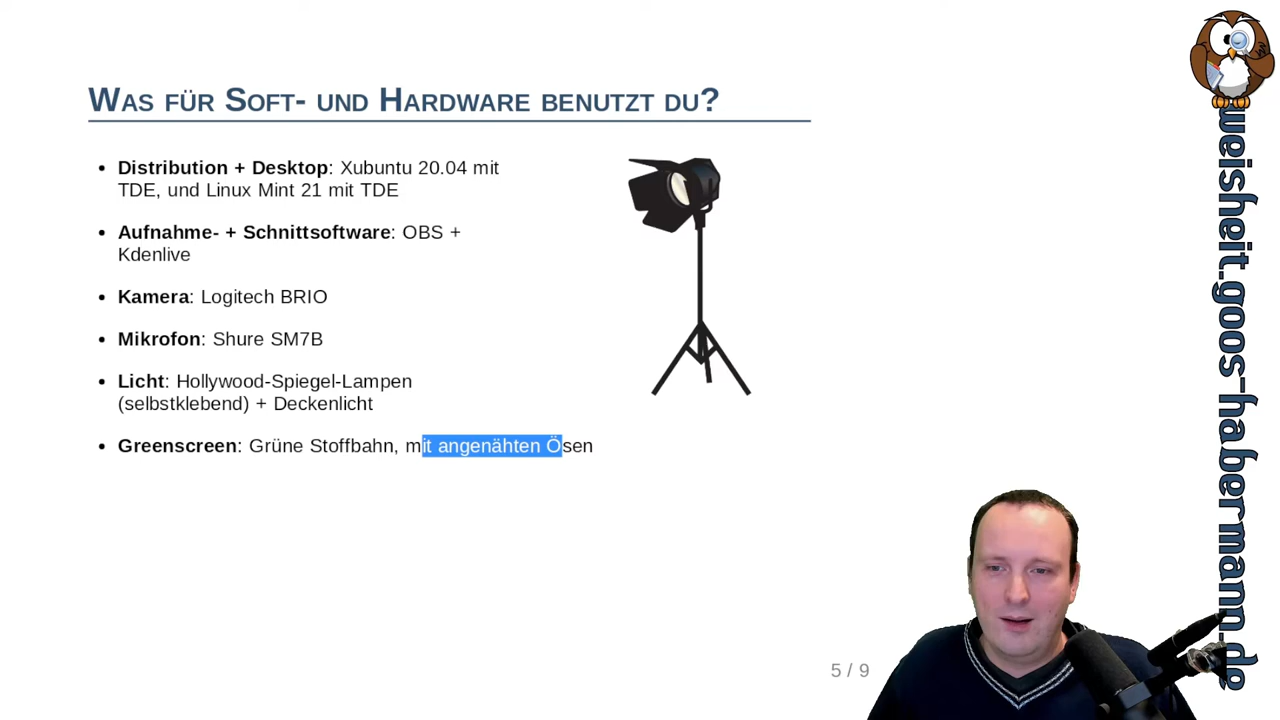 Was für Soft- und Hardware benutzt du?
• Distribution + Desktop: Xubuntu 20.04 mit
TDE, und Linux Mint 21 mit TDE
• Aufnahme- + Schnittsoftware: OBS +
Kdenlive
• Kamera: Logitech BRIO
• Mikrofon: Shure SM7B
• Licht: Hollywood-Spiegel-Lampen
(selbstklebend) + Deckenlicht
• Greenscreen: Grüne Stoffbahn, mit angenähten Ösen
5 / 9
weisheit.goos-habermann.de